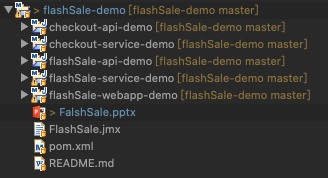 > flashSale-demo [flashSale-demo master]
checkout-api-demo [flashSale-demo master]
checkout-service-demo [flashSale-demo master]
flashSale-api-demo [flashSale-demo master]
flashSale-service-demo [flashSale-demo master]
flashSale-webapp-demo [flashSale-demo master]
> FalshSale.pptx
FlashSale.jmx
pom.xml
README.md